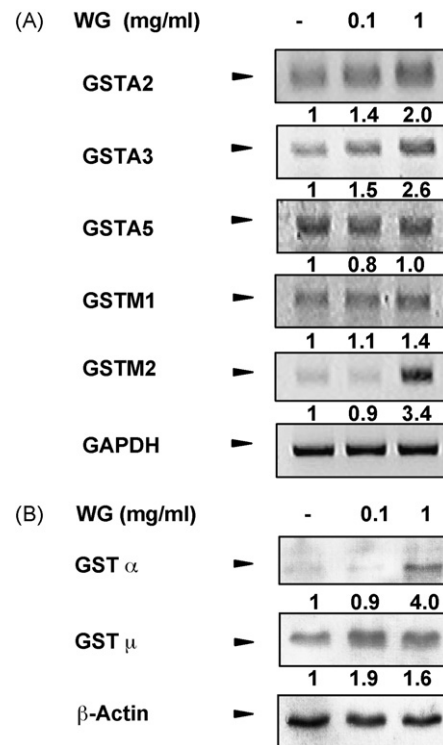 (A) WG (mg/ml) - 0.1 1
GSTA2
1 1.4 2.0
GSTA3
1 1.5 2.6
GSTA5
1 0.8 1.0
GSTM1
1 1.1 1.4
GSTM2
1 0.9 3.4
GAPDH
(B) WG (mg/ml) - 0.1 1
GST α
1 0.9 4.0
GST μ
1 1.9 1.6
β-Actin